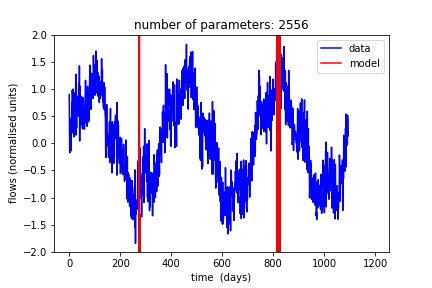 number of parameters: 2556
data
model
2.0
1.5
1.0
0.5
0.0
−0.5
−1.0
−1.5
−2.0
flows (normalised units)
0 200 400 600 800 1000 1200
time (days)